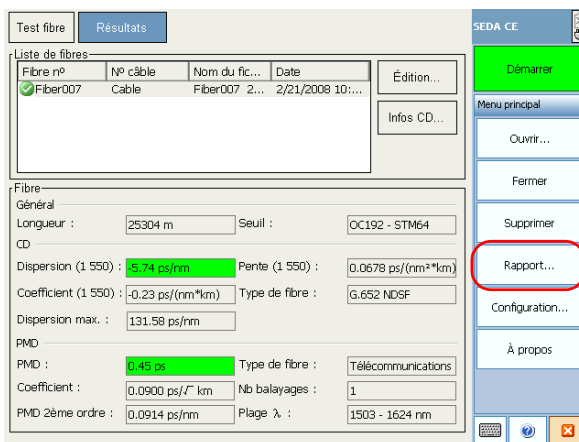 Test fibre Résultats
SEDA CE
Liste de fibres
Fibre nº Nº câble Nom du fic... Date
Fiber007 Cable Fiber007 2... 2/21/2008 10:...
Édition...
Infos CD...
Démarrer
Menu principal
Ouvrir...
Fermer
Supprimer
Rapport...
Configuration...
À propos
Fibre
Général
Longueur : 25304 m Seuil : OC192 - STM64
CD
Dispersion (1 550) : -5.74 ps/nm Pente (1 550) : 0.0678 ps/(nm²*km)
Coefficient (1 550) : -0.23 ps/(nm*km) Type de fibre : G.652 NDSF
Dispersion max. : 131.58 ps/nm
PMD
PMD : 0.45 ps Type de fibre : Télécommunications
Coefficient : 0.0900 ps/√ km Nb balayages : 1
PMD 2ème ordre : 0.0914 ps/nm Plage λ : 1503 - 1624 nm